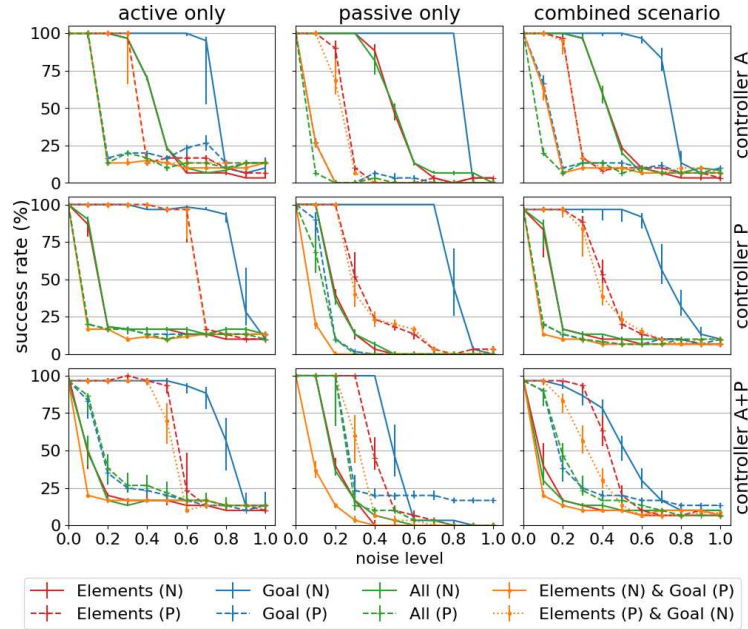 active only passive only combined scenario
100
75
50
25
0
controller A
100
75
50
25
0
controller P
100
75
50
25
0
controller A+P
success rate (%)
0.0 0.2 0.4 0.6 0.8 1.0 0.0 0.2 0.4 0.6 0.8 1.0 0.0 0.2 0.4 0.6 0.8 1.0
noise level
Elements (N) Goal (N) All (N) Elements (N) & Goal (P)
Elements (P) Goal (P) All (P) Elements (P) & Goal (N)